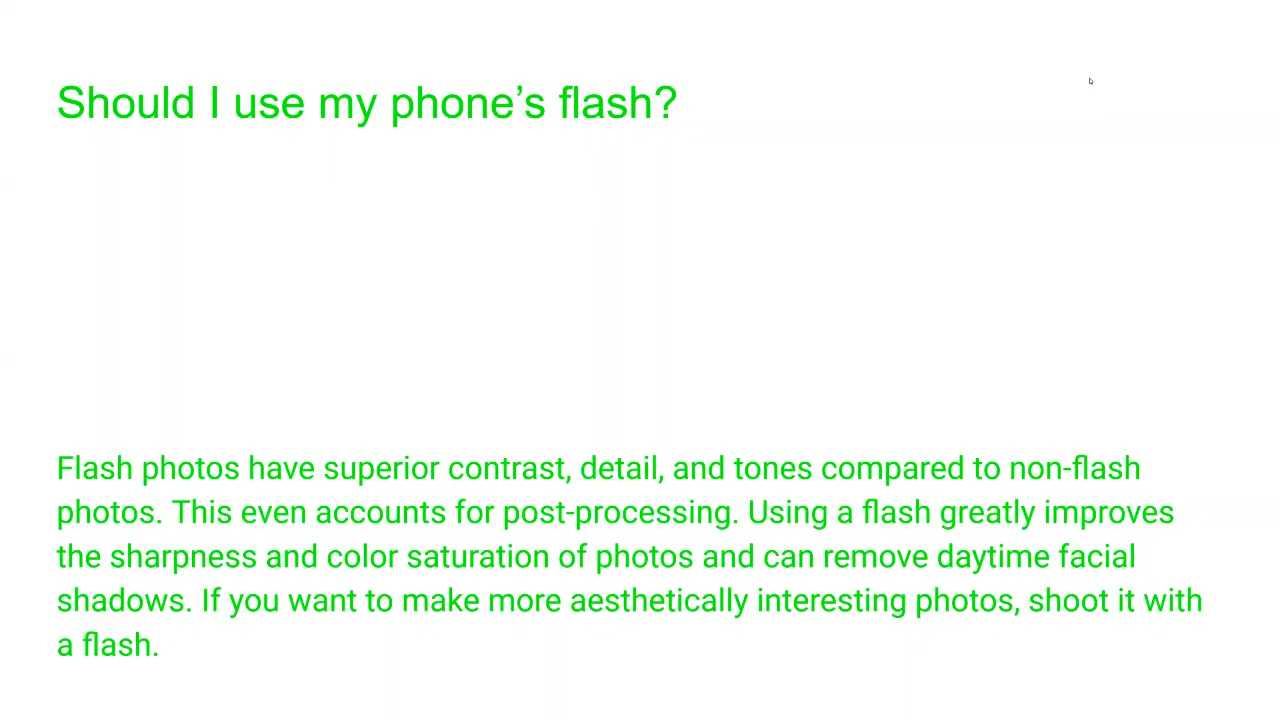 Should I use my phone’s flash?
Flash photos have superior contrast, detail, and tones compared to non-flash
photos. This even accounts for post-processing. Using a flash greatly improves
the sharpness and color saturation of photos and can remove daytime facial
shadows. If you want to make more aesthetically interesting photos, shoot it with
a flash.